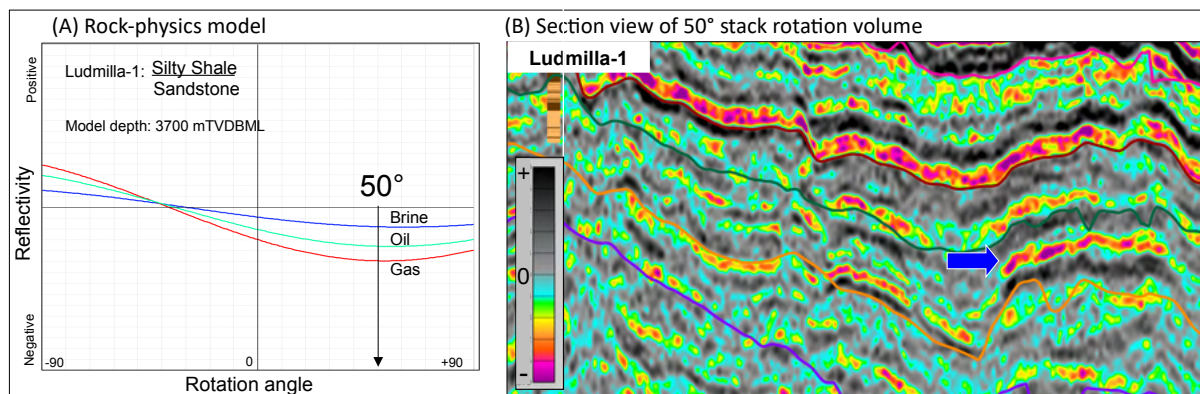 (A) Rock-physics model
Positive
Reflectivity
Negative
Ludmilla-1: Silty Shale
Sandstone
Model depth: 3700 mTVDBML
50°
Brine
Oil
Gas
-90
0
+90
Rotation angle
(B) Section view of 50° stack rotation volume
Ludmilla-1
+
0
-